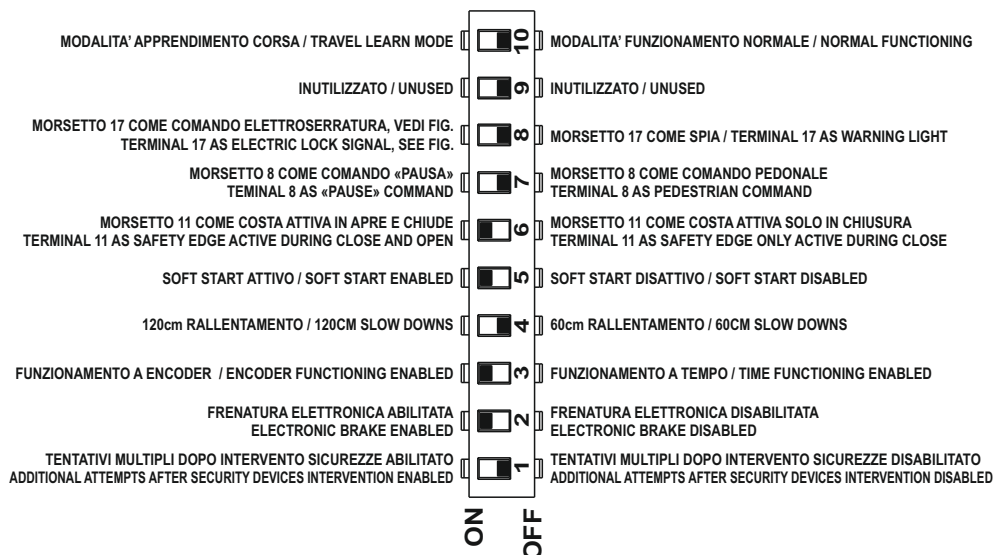 MODALITA' APPRENDIMENTO CORSA / TRAVEL LEARN MODE
10
MODALITA' FUNZIONAMENTO NORMALE / NORMAL FUNCTIONING
INUTILIZZATO / UNUSED
9
INUTILIZZATO / UNUSED
MORSETTO 17 COME COMANDO ELETTROSERRATURA, VEDI FIG.
TERMINAL 17 AS ELECTRIC LOCK SIGNAL, SEE FIG.
8
MORSETTO 17 COME SPIA / TERMINAL 17 AS WARNING LIGHT
MORSETTO 8 COME COMANDO «PAUSA»
TEMINAL 8 AS «PAUSE» COMMAND
7
MORSETTO 8 COME COMANDO PEDONALE
TERMINAL 8 AS PEDESTRIAN COMMAND
MORSETTO 11 COME COSTA ATTIVA IN APRE E CHIUDE
TERMINAL 11 AS SAFETY EDGE ACTIVE DURING CLOSE AND OPEN
6
MORSETTO 11 COME COSTA ATTIVA SOLO IN CHIUSURA
TERMINAL 11 AS SAFETY EDGE ONLY ACTIVE DURING CLOSE
SOFT START ATTIVO / SOFT START ENABLED
5
SOFT START DISATTIVO / SOFT START DISABLED
120cm RALLENTAMENTO / 120CM SLOW DOWNS
4
60cm RALLENTAMENTO / 60CM SLOW DOWNS
FUNZIONAMENTO A ENCODER / ENCODER FUNCTIONING ENABLED
3
FUNZIONAMENTO A TEMPO / TIME FUNCTIONING ENABLED
FRENATURA ELETTRONICA ABILITATA
ELECTRONIC BRAKE ENABLED
2
FRENATURA ELETTRONICA DISABILITATA
ELECTRONIC BRAKE DISABLED
TENTATIVI MULTIPLI DOPO INTERVENTO SICUREZZE ABILITATO
ADDITIONAL ATTEMPTS AFTER SECURITY DEVICES INTERVENTION ENABLED
1
TENTATIVI MULTIPLI DOPO INTERVENTO SICUREZZE DISABILITATO
ADDITIONAL ATTEMPTS AFTER SECURITY DEVICES INTERVENTION DISABLED
ON
OFF